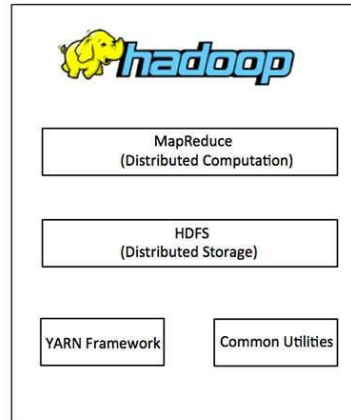 hadoop
MapReduce
(Distributed Computation)
HDFS
(Distributed Storage)
YARN Framework
Common Utilities